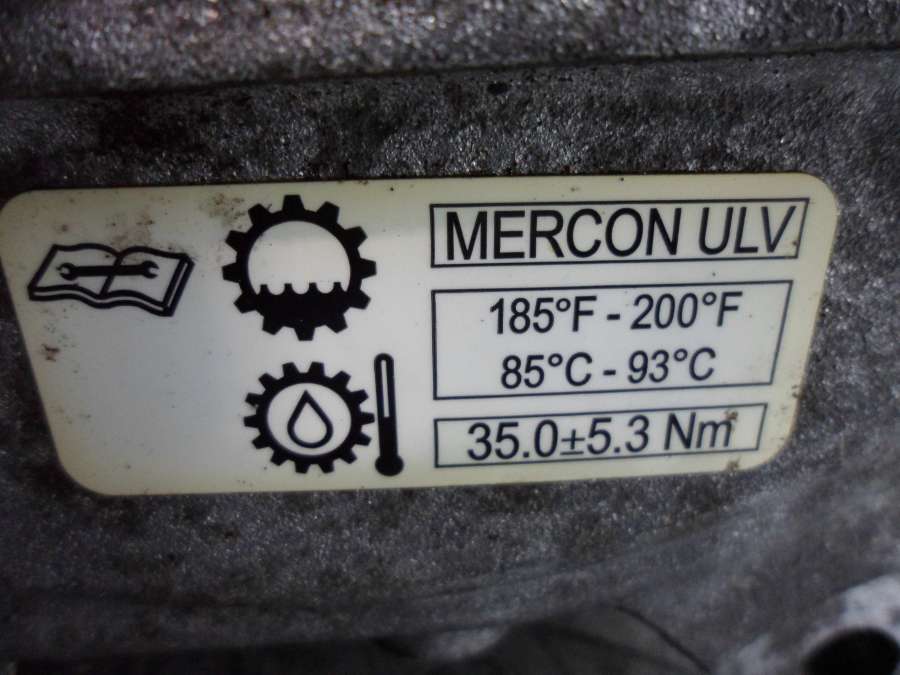 MERCON ULV
185°F - 200°F
85°C - 93°C
35.0±5.3 Nm